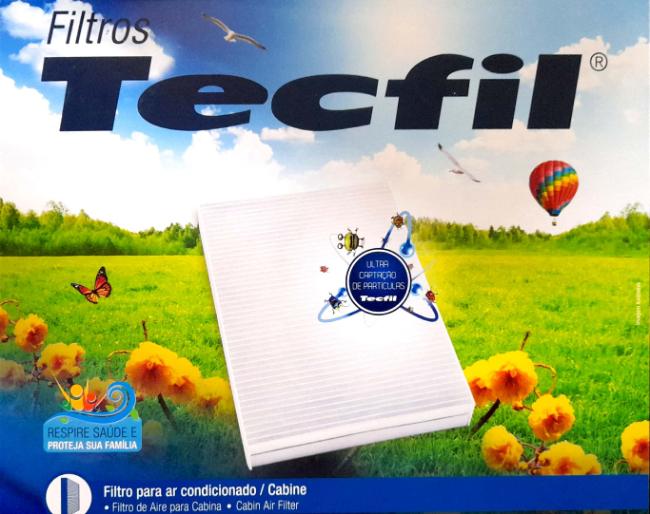 Filtros
Tecfil®
ULTRA
CAPTAÇÃO
DE PARTÍCULAS
Tecfil
RESPIRE SAÚDE E
PROTEJA SUA FAMÍLIA
Filtro para ar condicionado / Cabine
• Filtro de Aire para Cabina • Cabin Air Filter